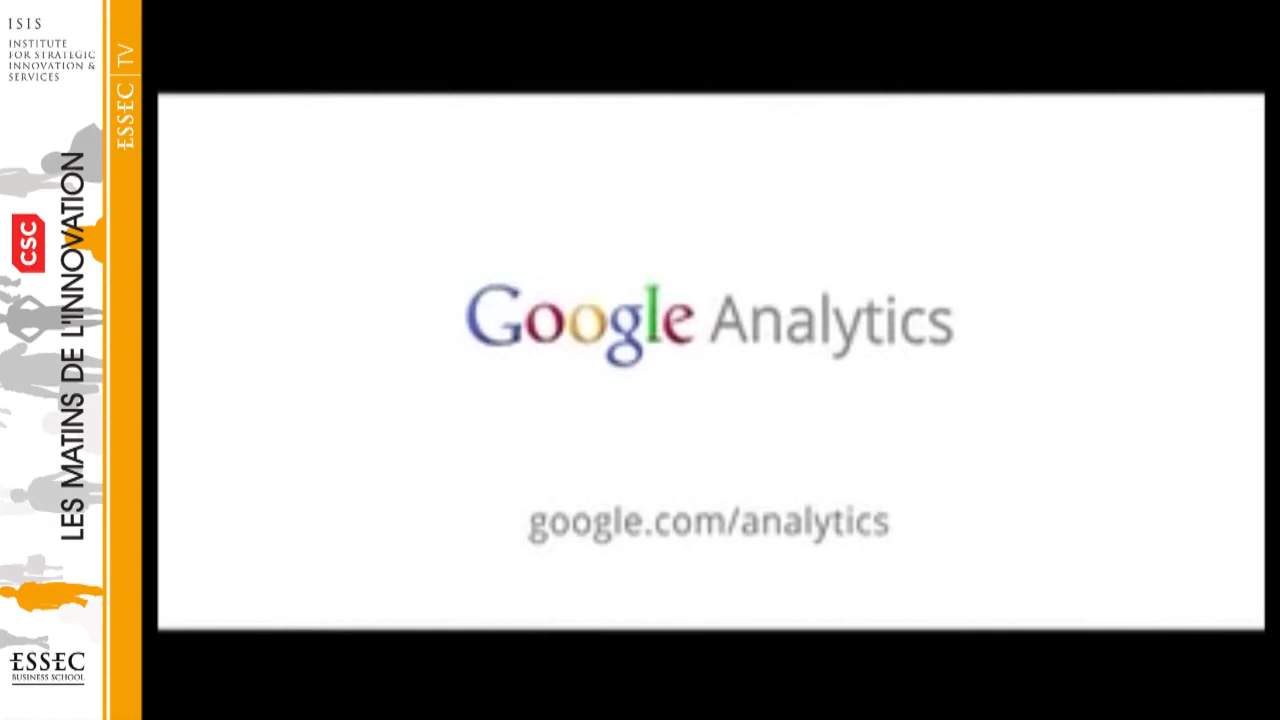 ISIS
INSTITUTE
FOR STRATEGIC
INNOVATION &
SERVICES
ESSEC | TV
CSC
LES MATINS DE L'INNOVATION
ESSEC
BUSINESS SCHOOL
Google Analytics
google.com/analytics